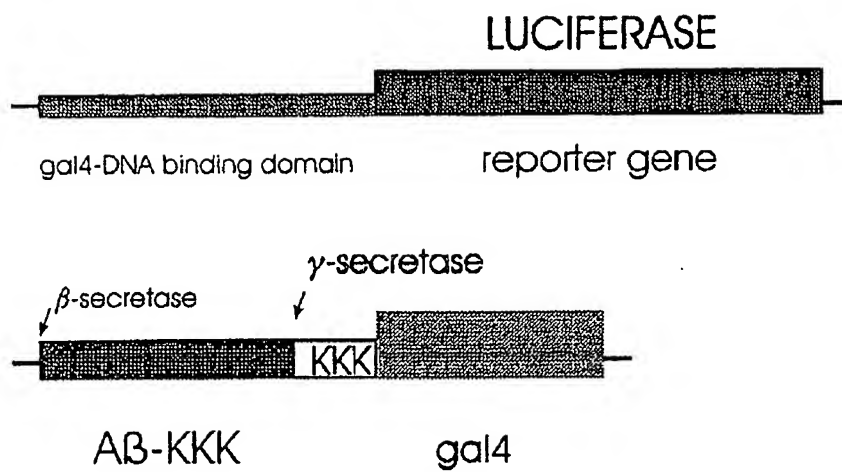 LUCIFERASE
gal4-DNA binding domain
reporter gene
γ-secretase
β-secretase
KKK
Aβ-KKK
gal4